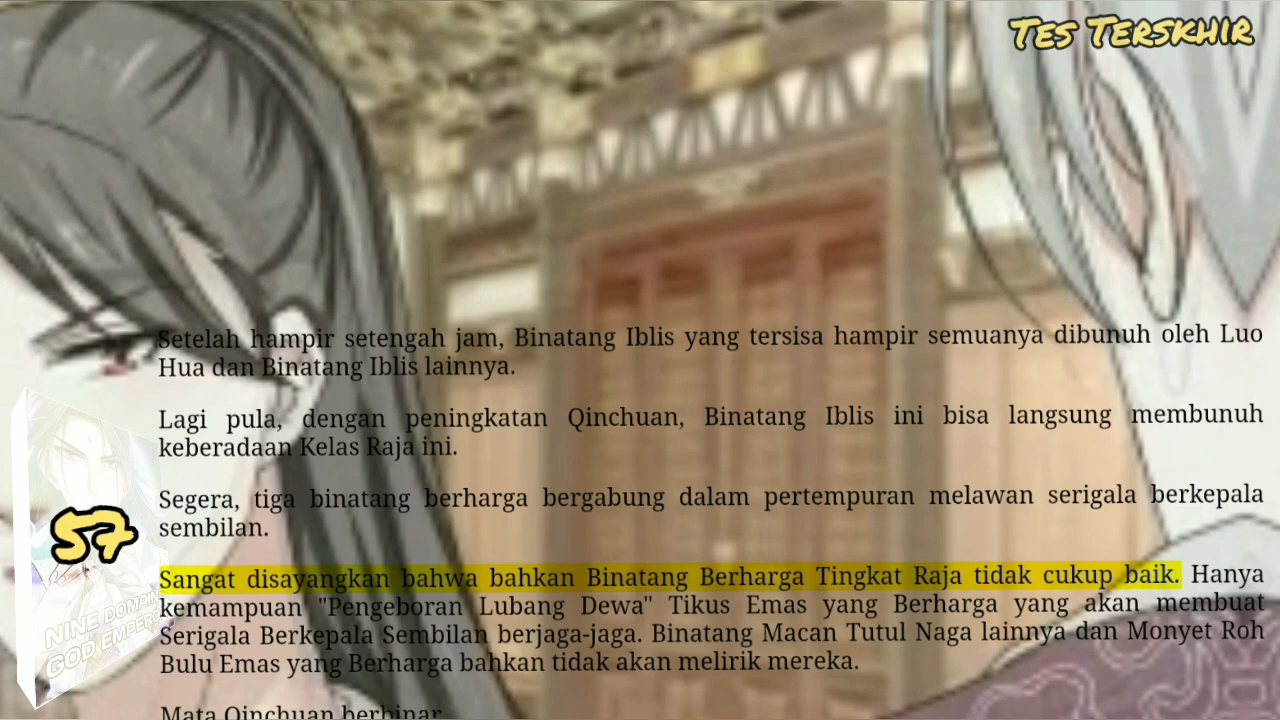 Tes Terskhir
Setelah hampir setengah jam, Binatang Iblis yang tersisa hampir semuanya dibunuh oleh Luo
Hua dan Binatang Iblis lainnya.
Lagi pula, dengan peningkatan Qinchuan, Binatang Iblis ini bisa langsung membunuh
keberadaan Kelas Raja ini.
Segera, tiga binatang berharga bergabung dalam pertempuran melawan serigala berkepala
sembilan.
Sangat disayangkan bahwa bahkan Binatang Berharga Tingkat Raja tidak cukup baik. Hanya
kemampuan "Pengeboran Lubang Dewa" Tikus Emas yang Berharga yang akan membuat
Serigala Berkepala Sembilan berjaga-jaga. Binatang Macan Tutul Naga lainnya dan Monyet Roh
Bulu Emas yang Berharga bahkan tidak akan melirik mereka.
Mata Qinchuan berbinar
57
NINE DOMAIN
GOD EMPERO